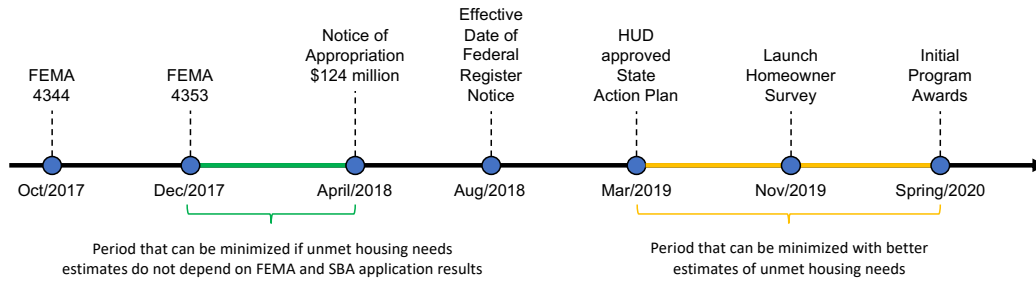 FEMA
4344
FEMA
4353
Notice of
Appropriation
$124 million
Effective
Date of
Federal
Register
Notice
HUD
approved
State
Action Plan
Launch
Homeowner
Survey
Initial
Program
Awards
Oct/2017
Dec/2017
April/2018
Aug/2018
Mar/2019
Nov/2019
Spring/2020
Period that can be minimized if unmet housing needs
estimates do not depend on FEMA and SBA application results
Period that can be minimized with better
estimates of unmet housing needs